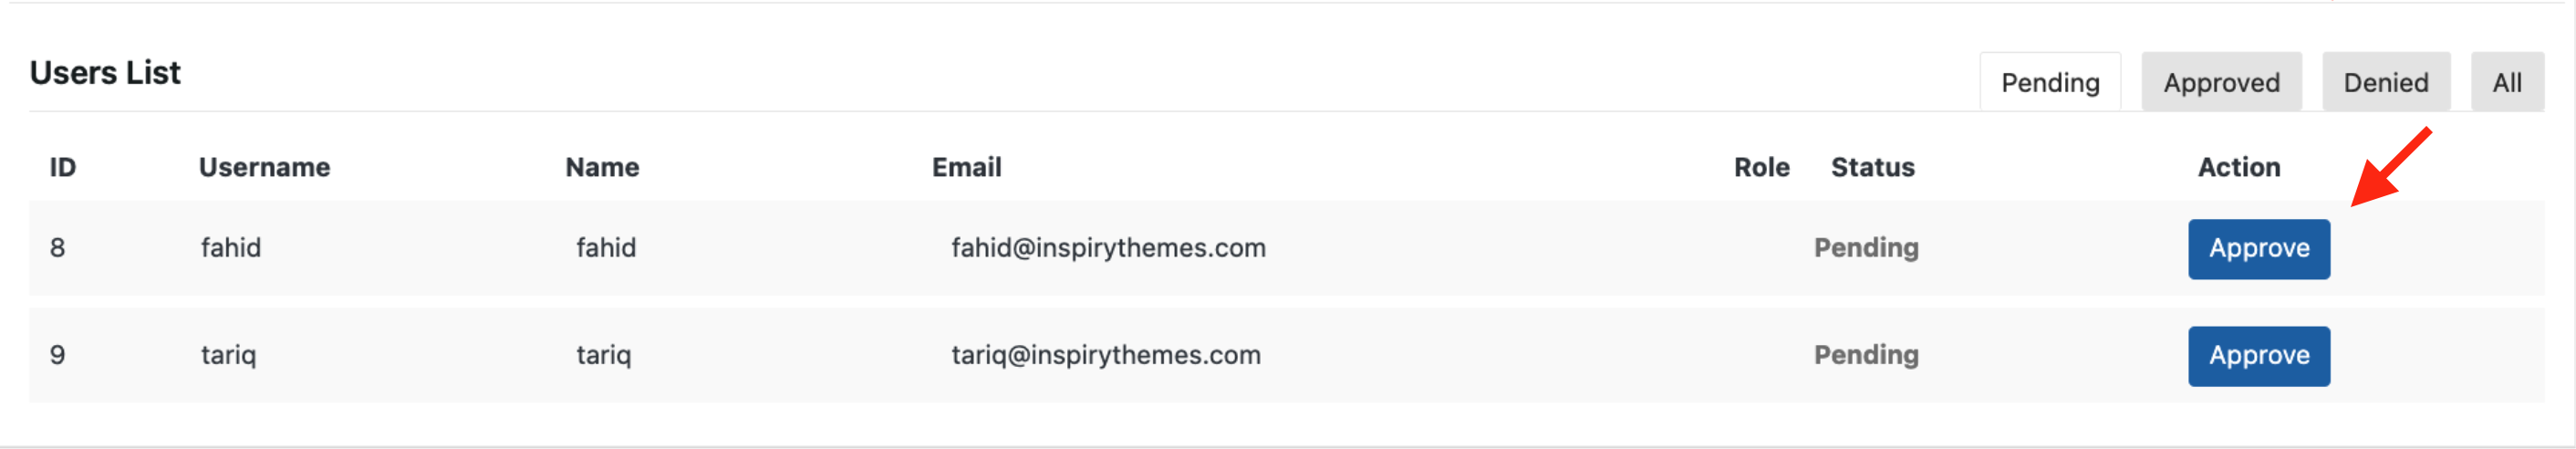 Users List Pending Approved Denied All
ID Username Name Email Role Status Action
8 fahid fahid fahid@inspirythemes.com Pending Approve
9 tariq tariq tariq@inspirythemes.com Pending Approve